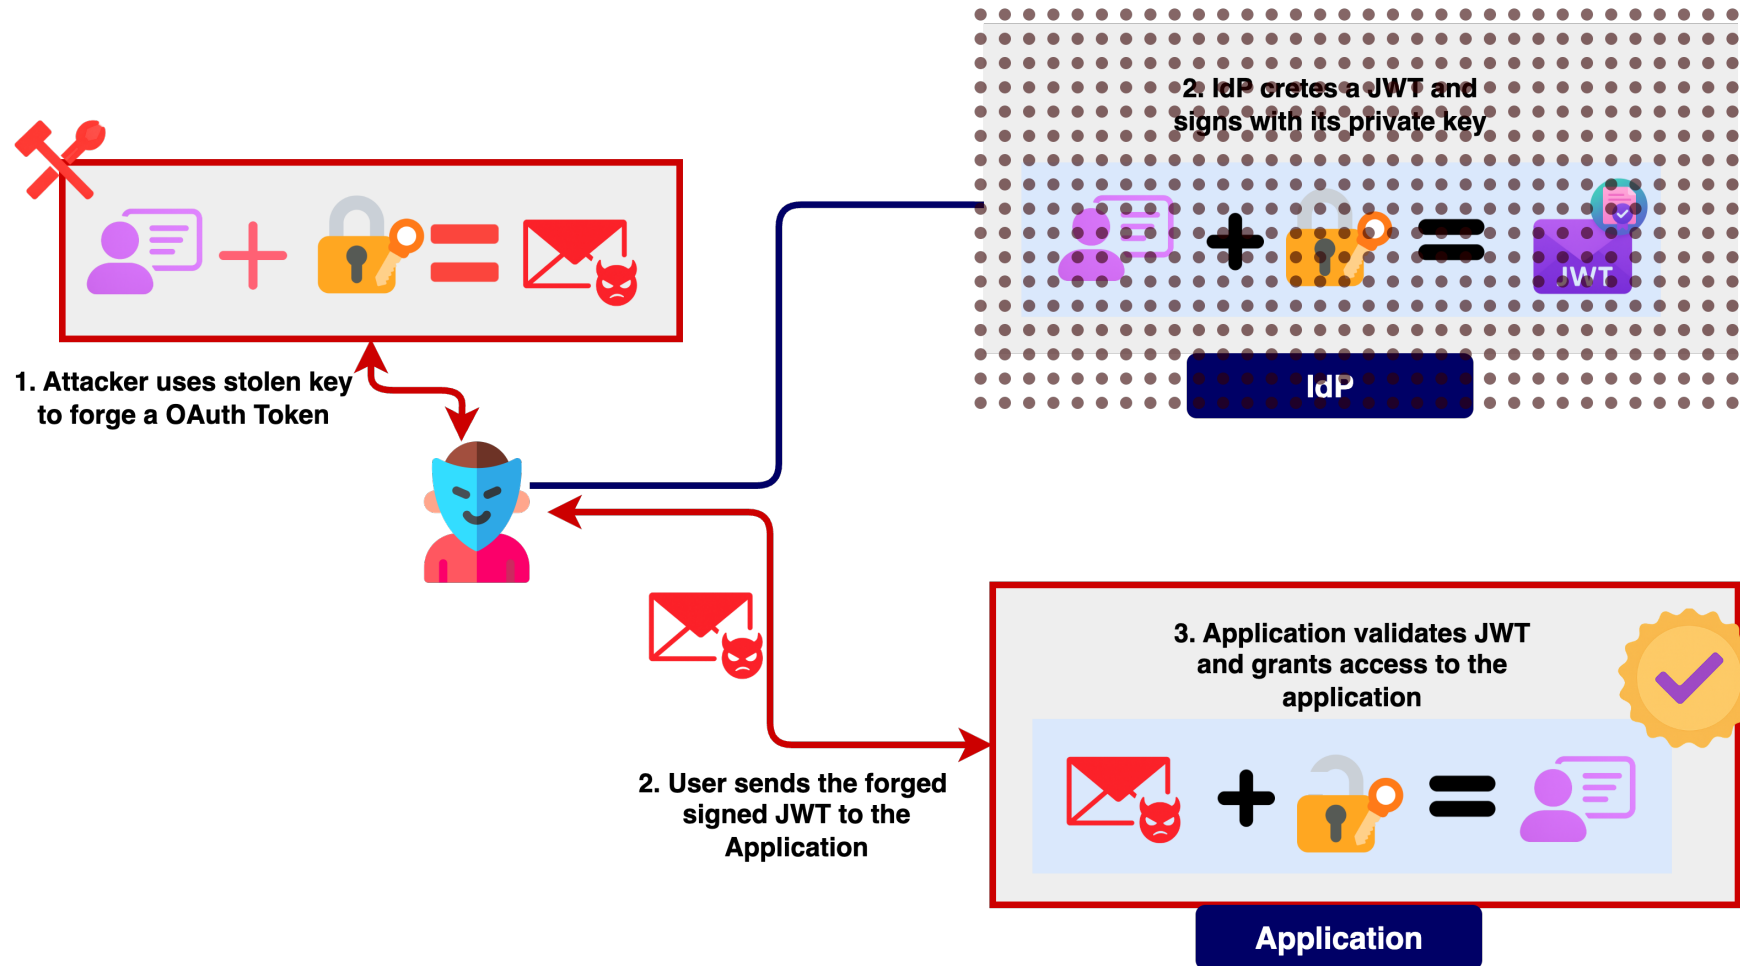 2. IdP cretes a JWT and
signs with its private key
JWT
IdP
1. Attacker uses stolen key
to forge a OAuth Token
2. User sends the forged
signed JWT to the
Application
3. Application validates JWT
and grants access to the
application
Application